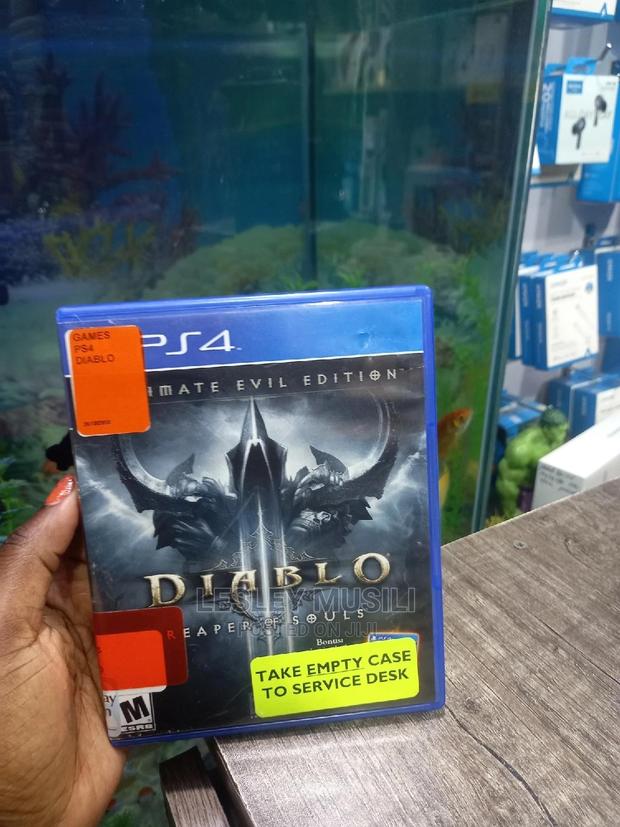 GAMES
PS4
DIABLO
PS4
IMATE EVIL EDITION
DIABLO
LESLEY MUSILI
REAPER OF SOULS
POSTED ON JIJI
Bonus:
TAKE EMPTY CASE
TO SERVICE DESK
M
ESRB